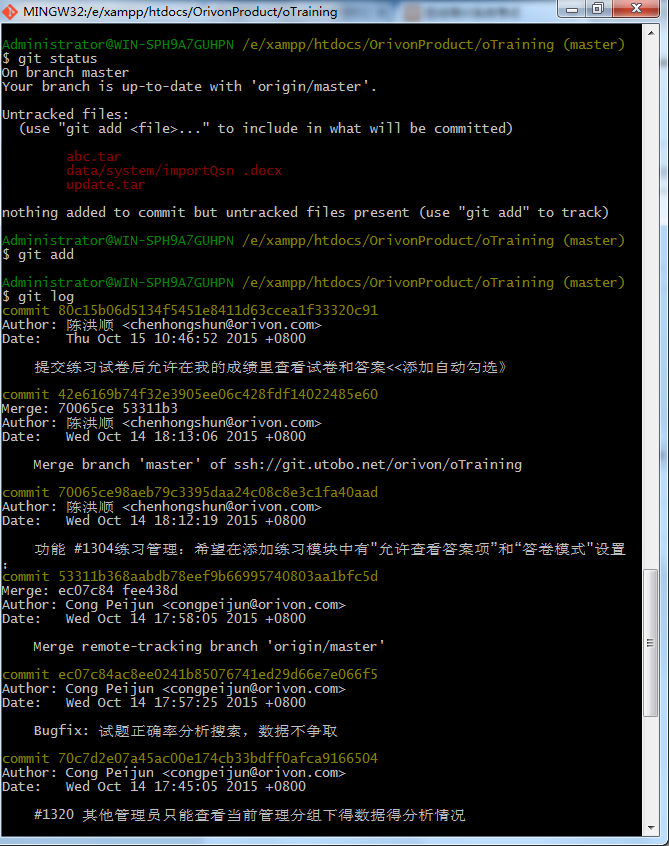 MINGW32:/e/xampp/htdocs/OrivonProduct/oTraining
Administrator@WIN-SPH9A7GUHPN /e/xampp/htdocs/OrivonProduct/oTraining (master)
$ git status
On branch master
Your branch is up-to-date with 'origin/master'.
Untracked files:
(use "git add <file>..." to include in what will be committed)
abc.tar
data/system/importQsn .docx
update.tar
nothing added to commit but untracked files present (use "git add" to track)
Administrator@WIN-SPH9A7GUHPN /e/xampp/htdocs/OrivonProduct/oTraining (master)
$ git add
Administrator@WIN-SPH9A7GUHPN /e/xampp/htdocs/OrivonProduct/oTraining (master)
$ git log
commit 80c15b06d5134f5451e8411d63ccea1f33320c91
Author: 陈洪顺 <chenhongshun@orivon.com>
Date:   Thu Oct 15 10:46:52 2015 +0800
提交练习试卷后允许在我的成绩里查看试卷和答案<<添加自动勾选》
commit 42e6169b74f32e3905ee06c428fdf14022485e60
Merge: 70065ce 53311b3
Author: 陈洪顺 <chenhongshun@orivon.com>
Date:   Wed Oct 14 18:13:06 2015 +0800
Merge branch 'master' of ssh://git.utobo.net/orivon/oTraining
commit 70065ce98aeb79c3395daa24c08c8e3c1fa40aad
Author: 陈洪顺 <chenhongshun@orivon.com>
Date:   Wed Oct 14 18:12:19 2015 +0800
功能 #1304练习管理：希望在添加练习模块中有"允许查看答案项”和“答卷模式"设置
；
commit 53311b368aabdb78eef9b66995740803aa1bfc5d
Merge: ec07c84 fee438d
Author: Cong Peijun <congpeijun@orivon.com>
Date:   Wed Oct 14 17:58:05 2015 +0800
Merge remote-tracking branch 'origin/master'
commit ec07c84ac8ee0241b85076741ed29d66e7e066f5
Author: Cong Peijun <congpeijun@orivon.com>
Date:   Wed Oct 14 17:57:25 2015 +0800
Bugfix: 试题正确率分析搜索，数据不争取
commit 70c7d2e07a45ac00e174cb33bdff0afca9166504
Author: Cong Peijun <congpeijun@orivon.com>
Date:   Wed Oct 14 17:45:05 2015 +0800
#1320 其他管理员只能查看当前管理分组下得数据得分析情况